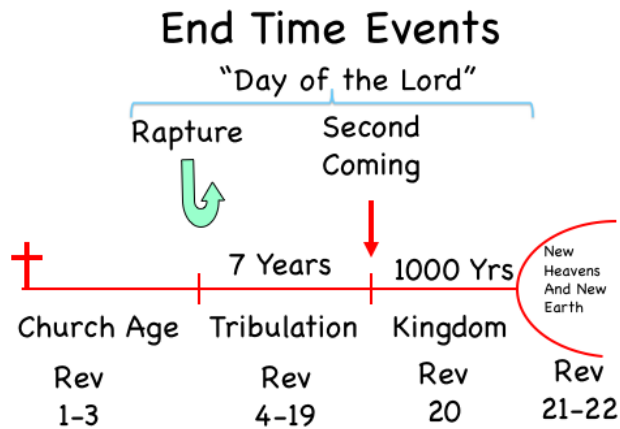 End Time Events
“Day of the Lord”
Rapture
Second
Coming
7 Years
1000 Yrs
New
Heavens
And New
Earth
Church Age
Tribulation
Kingdom
Rev
1-3
Rev
4-19
Rev
20
Rev
21-22